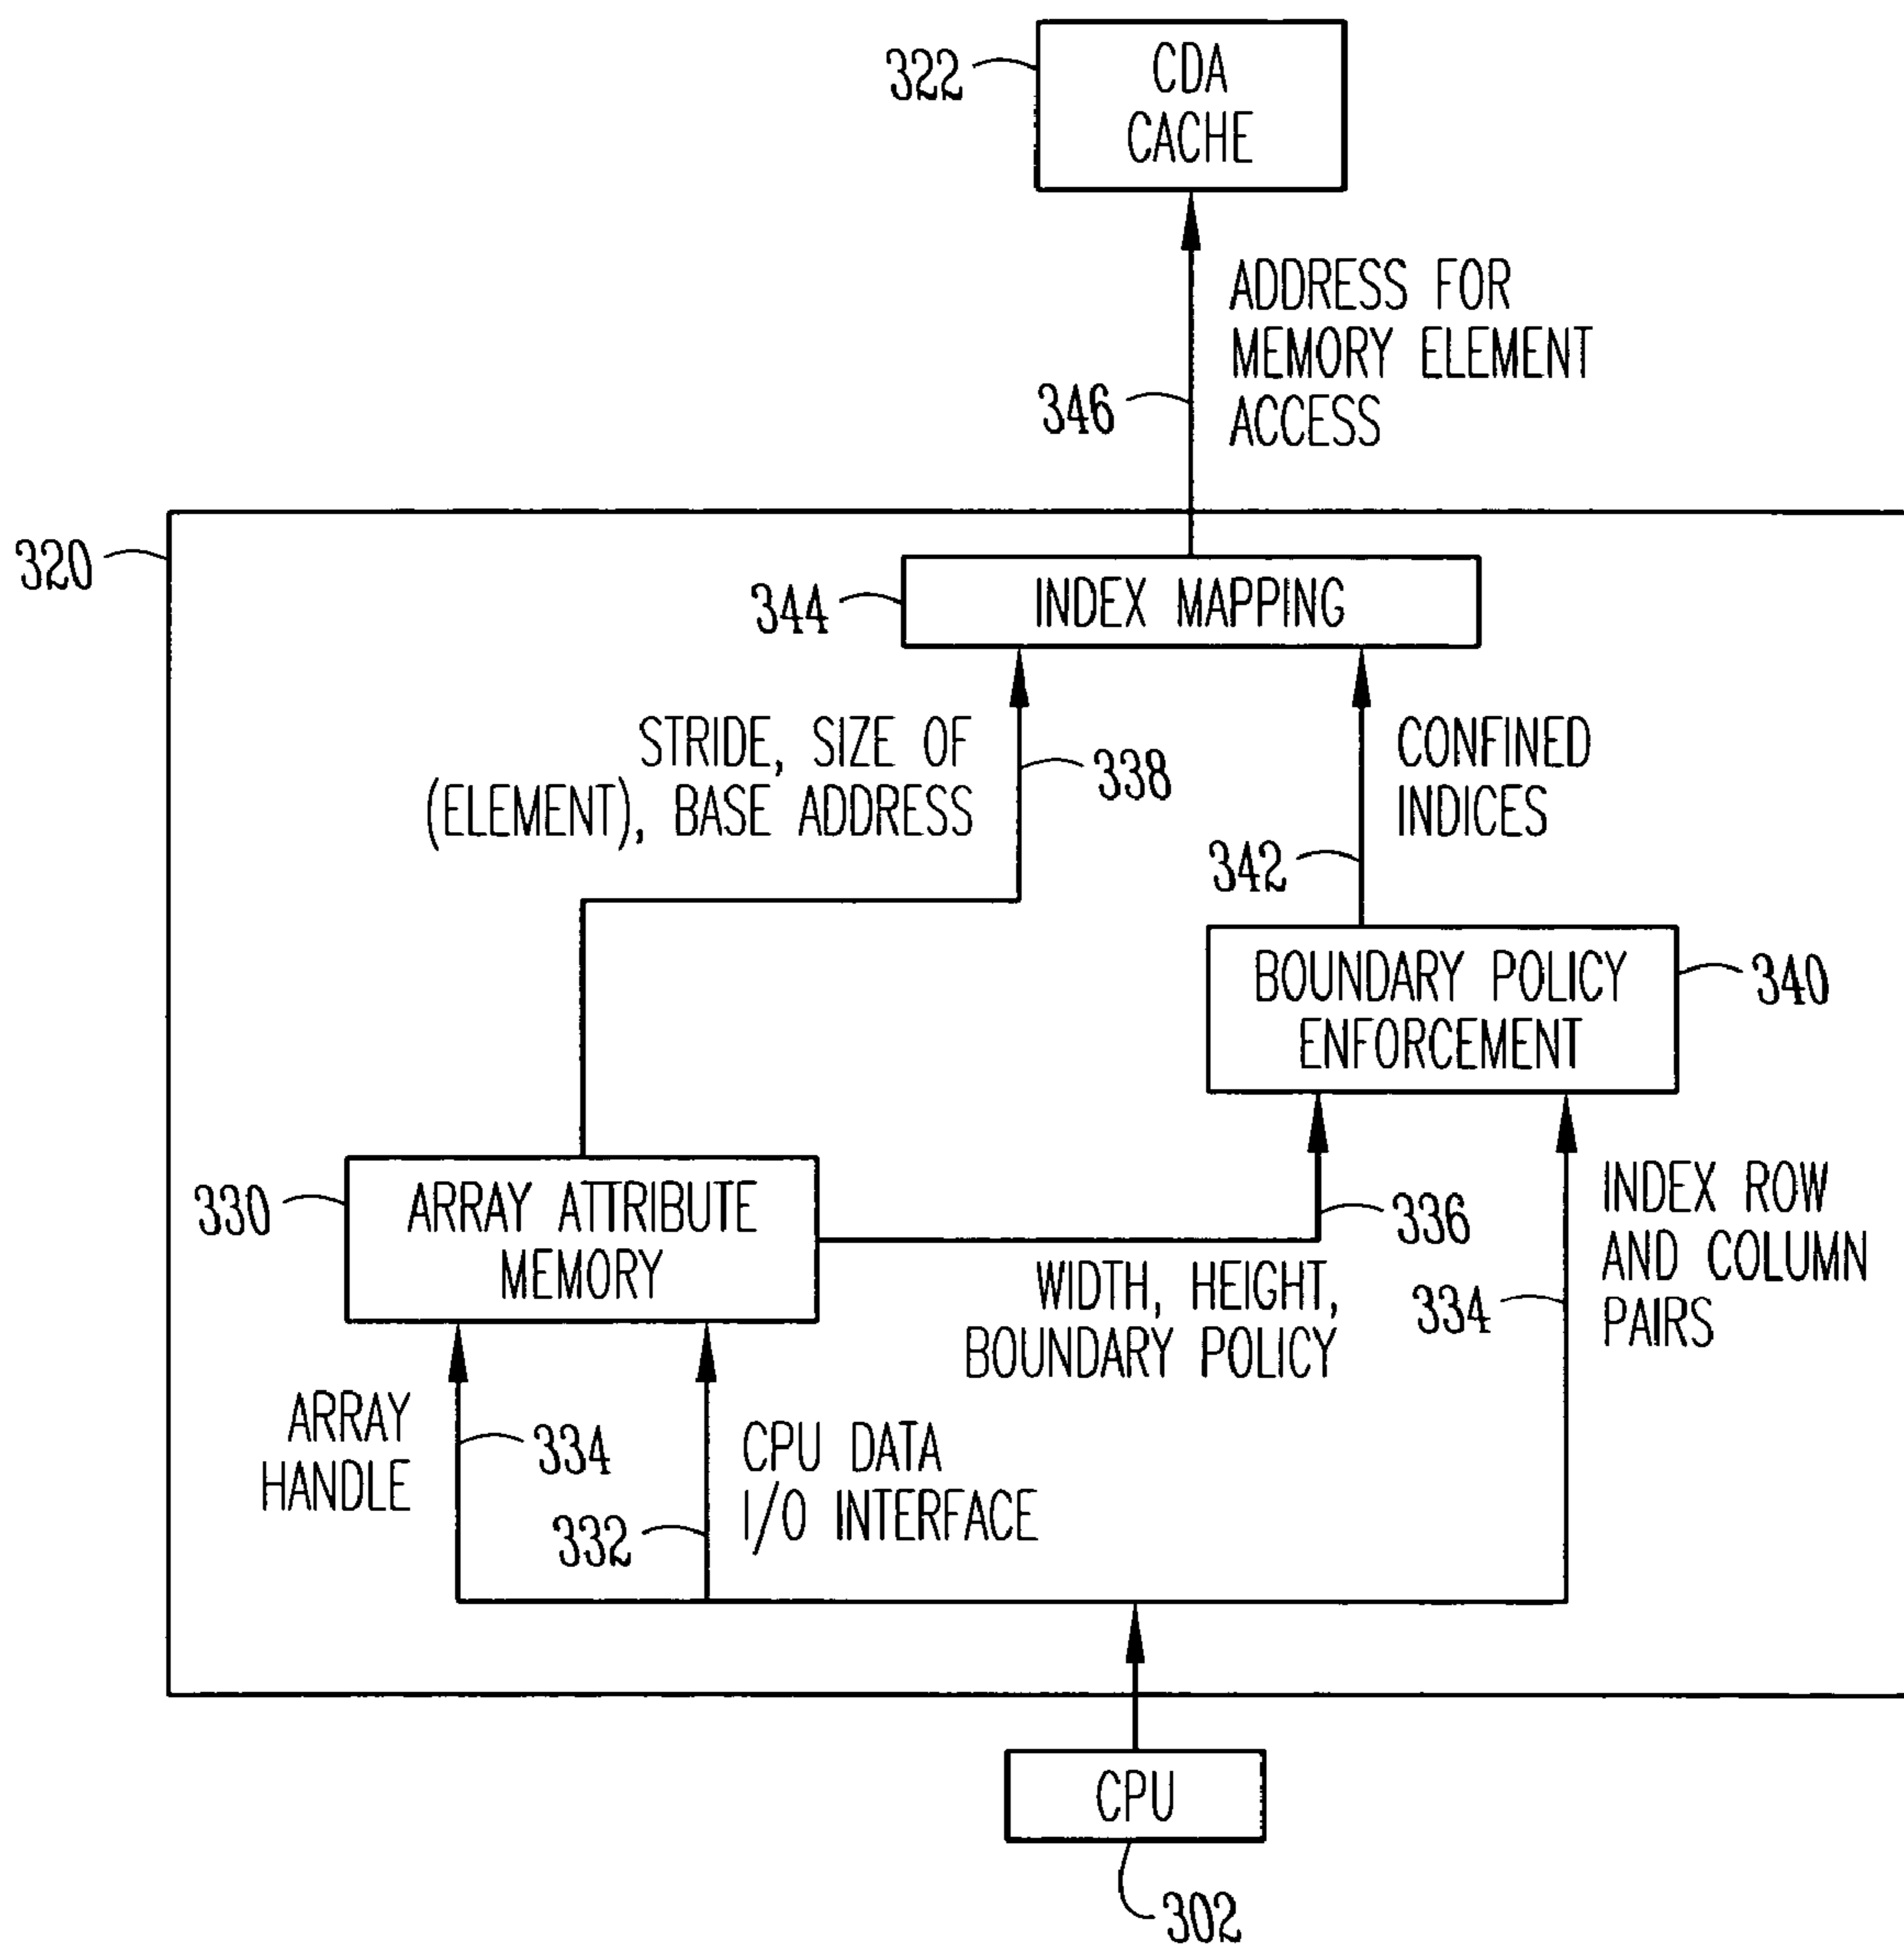 322
CDA
CACHE
ADDRESS FOR
MEMORY ELEMENT
ACCESS
346
320
344
INDEX MAPPING
STRIDE, SIZE OF
(ELEMENT), BASE ADDRESS
338
CONFINED
INDICES
342
BOUNDARY POLICY
ENFORCEMENT
340
330
ARRAY ATTRIBUTE
MEMORY
336
WIDTH, HEIGHT,
BOUNDARY POLICY
334
INDEX ROW
AND COLUMN
PAIRS
ARRAY
HANDLE
334
332
CPU DATA
I/O INTERFACE
CPU
302